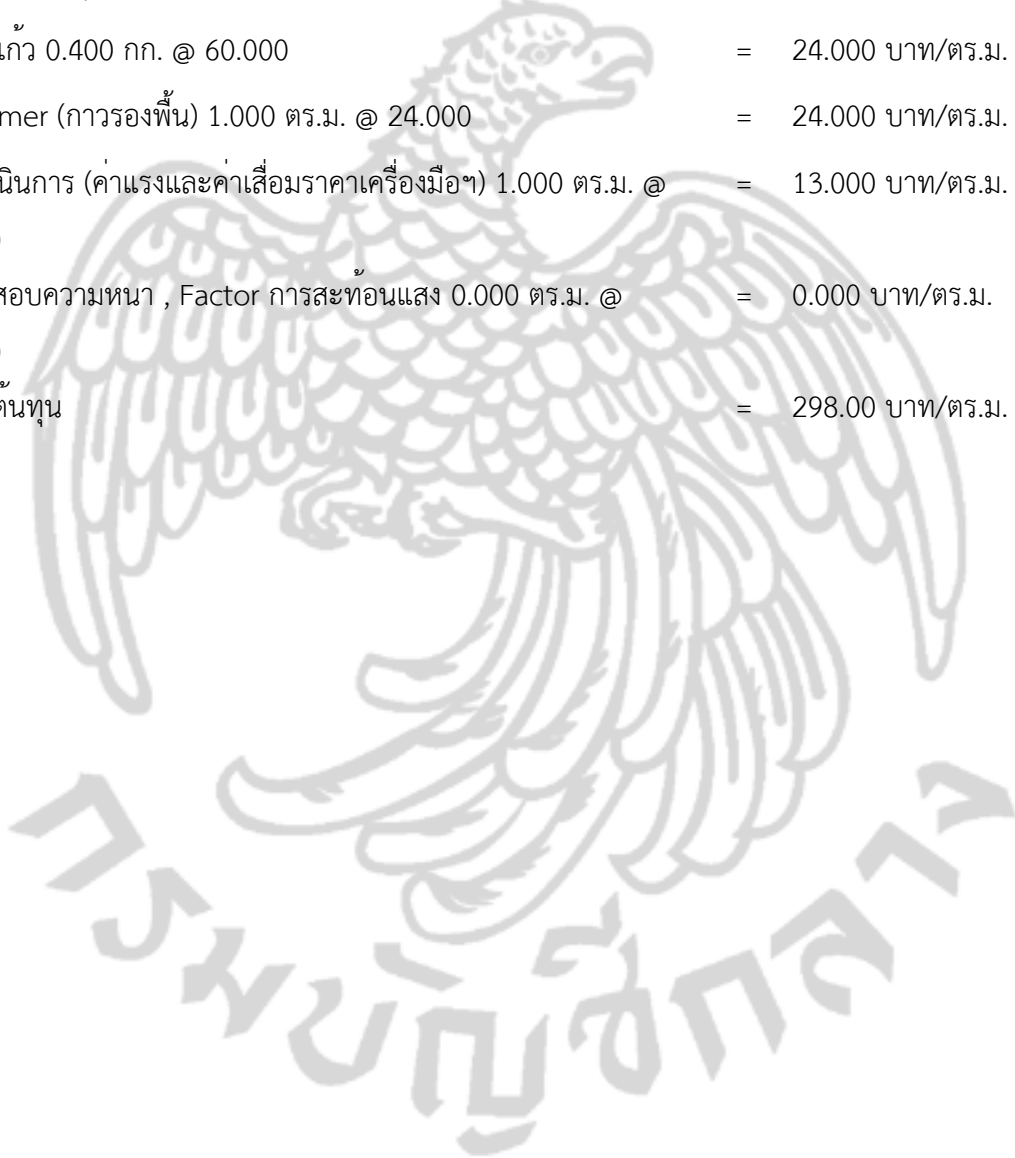 แก้ว 0.400 กก. @ 60.000 = 24.000 บาท/ตร.ม.
mer (กาวรองพื้น) 1.000 ตร.ม. @ 24.000 = 24.000 บาท/ตร.ม.
นินการ (ค่าแรงและค่าเสื่อมราคาเครื่องมือฯ) 1.000 ตร.ม. @ = 13.000 บาท/ตร.ม.
สอบความหนา , Factor การสะท้อนแสง 0.000 ตร.ม. @ = 0.000 บาท/ตร.ม.
ต้นทุน = 298.00 บาท/ตร.ม.
กรมบัญชีกลาง